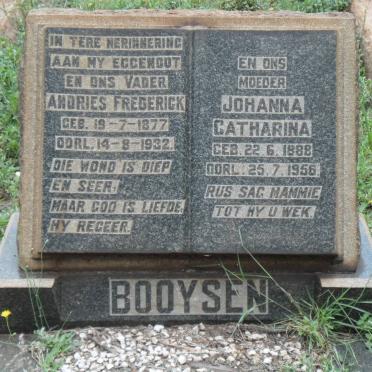 IN TERE HERINNERING
AAN MY EGGENOOT
EN ONS VADER
ANDRIES FREDERICK
GEB. 19-7-1877
OORL. 14-8-1932.
DIE WOND IS DIEP
EN SEER.
MAAR GOD IS LIEFDE.
HY REGEER.
EN ONS
MOEDER
JOHANNA
CATHARINA
GEB. 22.6.1888
OORL. 25.7.1956
RUS SAG MAMMIE
TOT HY U WEK.
BOOYSEN